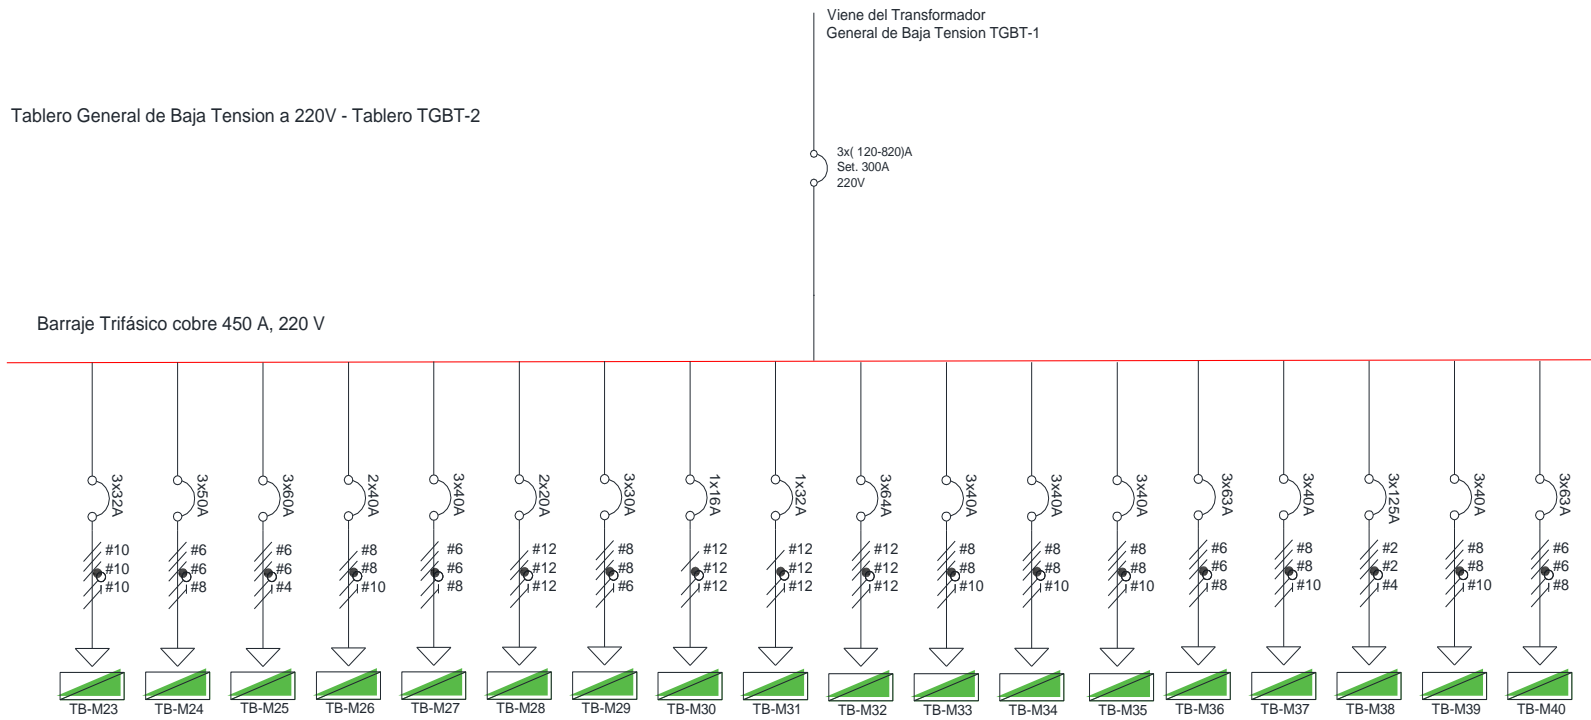 Viene del Transformador
General de Baja Tension TGBT-1
Tablero General de Baja Tension a 220V - Tablero TGBT-2
3x( 120-820)A
Set. 300A
220V
Barraje Trifásico cobre 450 A, 220 V
3x32A
#10
#10
#10
TB-M23
3x50A
#6
#6
#8
TB-M24
3x60A
#6
#6
#4
TB-M25
2x40A
#8
#8
#10
TB-M26
3x40A
#6
#6
#8
TB-M27
2x20A
#12
#12
#12
TB-M28
3x30A
#8
#8
#6
TB-M29
1x16A
#12
#12
#12
TB-M30
1x32A
#12
#12
#12
TB-M31
3x64A
#12
#12
#12
TB-M32
3x40A
#8
#8
#10
TB-M33
3x40A
#8
#8
#10
TB-M34
3x40A
#8
#8
#10
TB-M35
3x63A
#6
#6
#8
TB-M36
3x40A
#8
#8
#10
TB-M37
3x125A
#2
#2
#4
TB-M38
3x40A
#8
#8
#10
TB-M39
3x63A
#6
#6
#8
TB-M40